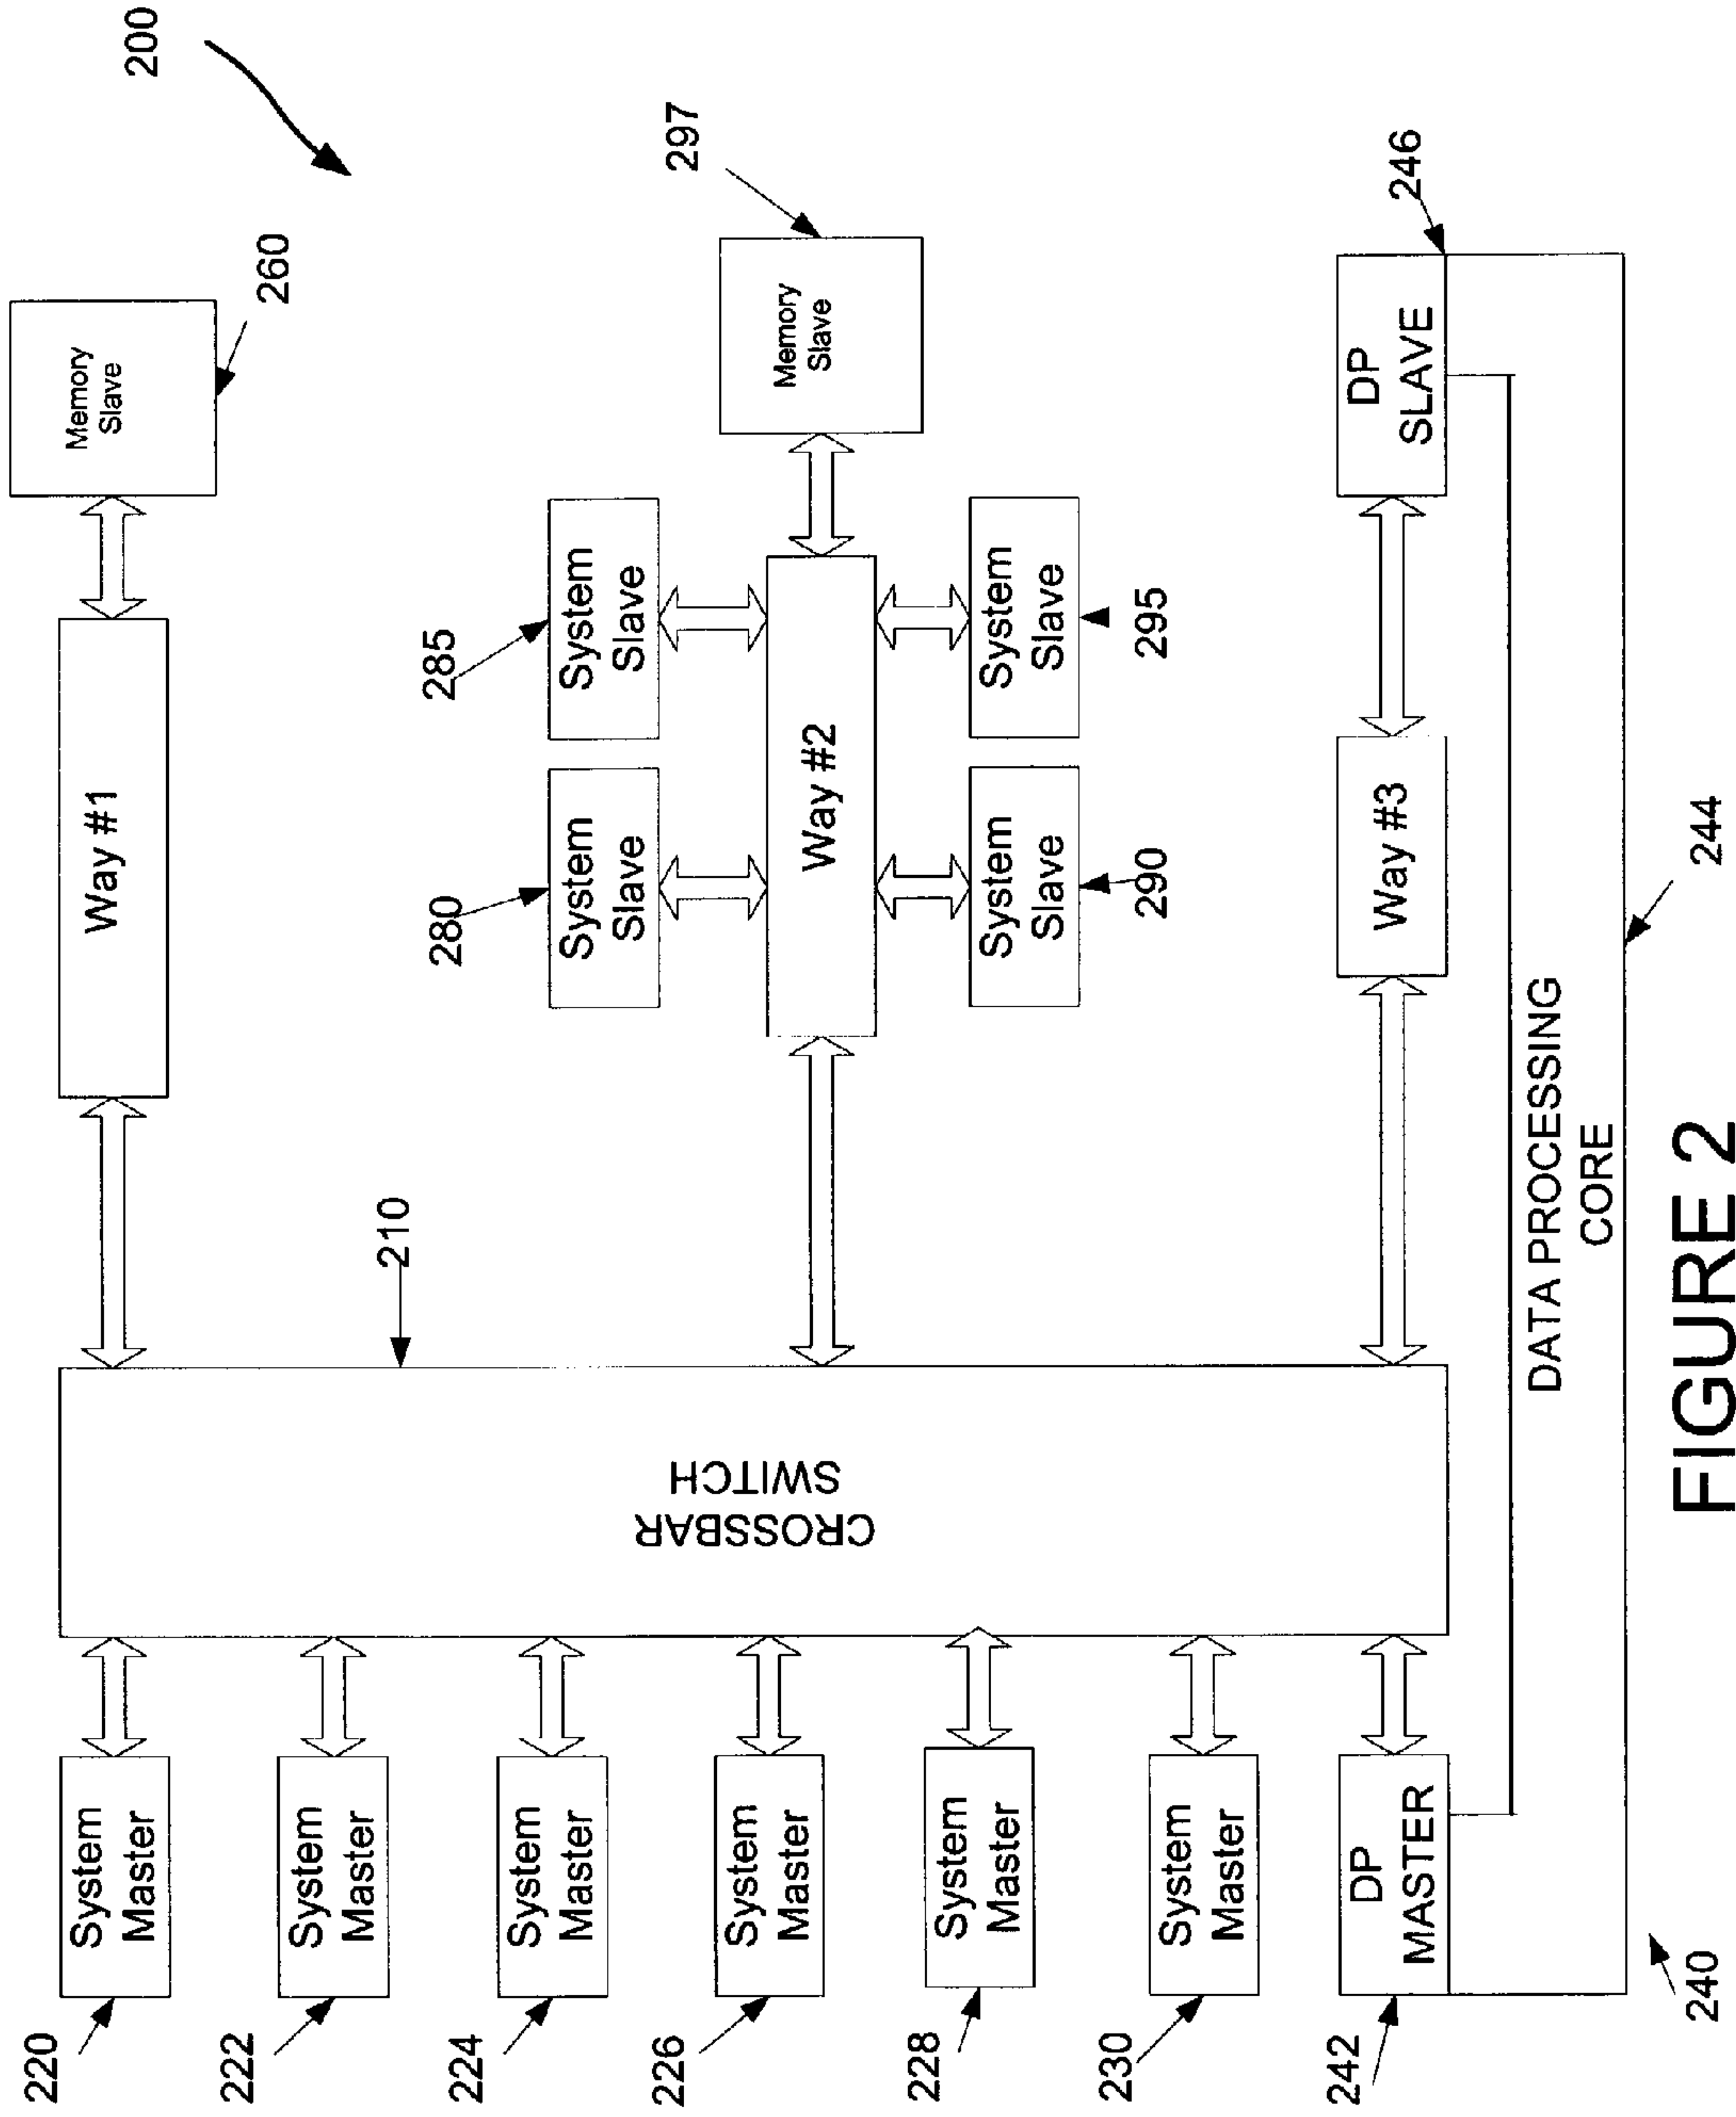 200
Memory
Slave
260
Way #1
297
Memory
Slave
285
System
Slave
280
System
Slave
Way #2
System
Slave
295
System
Slave
290
246
DP
SLAVE
Way #3
244
DATA PROCESSING
CORE
210
CROSSBAR
SWITCH
System
Master
220
System
Master
222
System
Master
224
System
Master
226
System
Master
228
System
Master
230
DP
MASTER
242
240
FIGURE 2